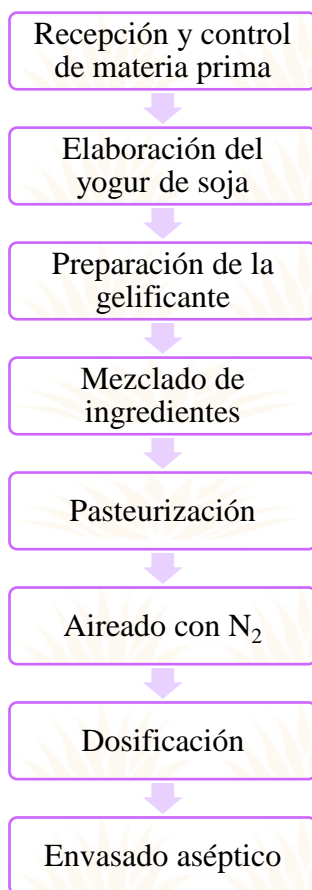 Recepción y control
de materia prima
Elaboración del
yogur de soja
Preparación de la
gelificante
Mezclado de
ingredientes
Pasteurización
Aireado con N₂
Dosificación
Envasado aséptico